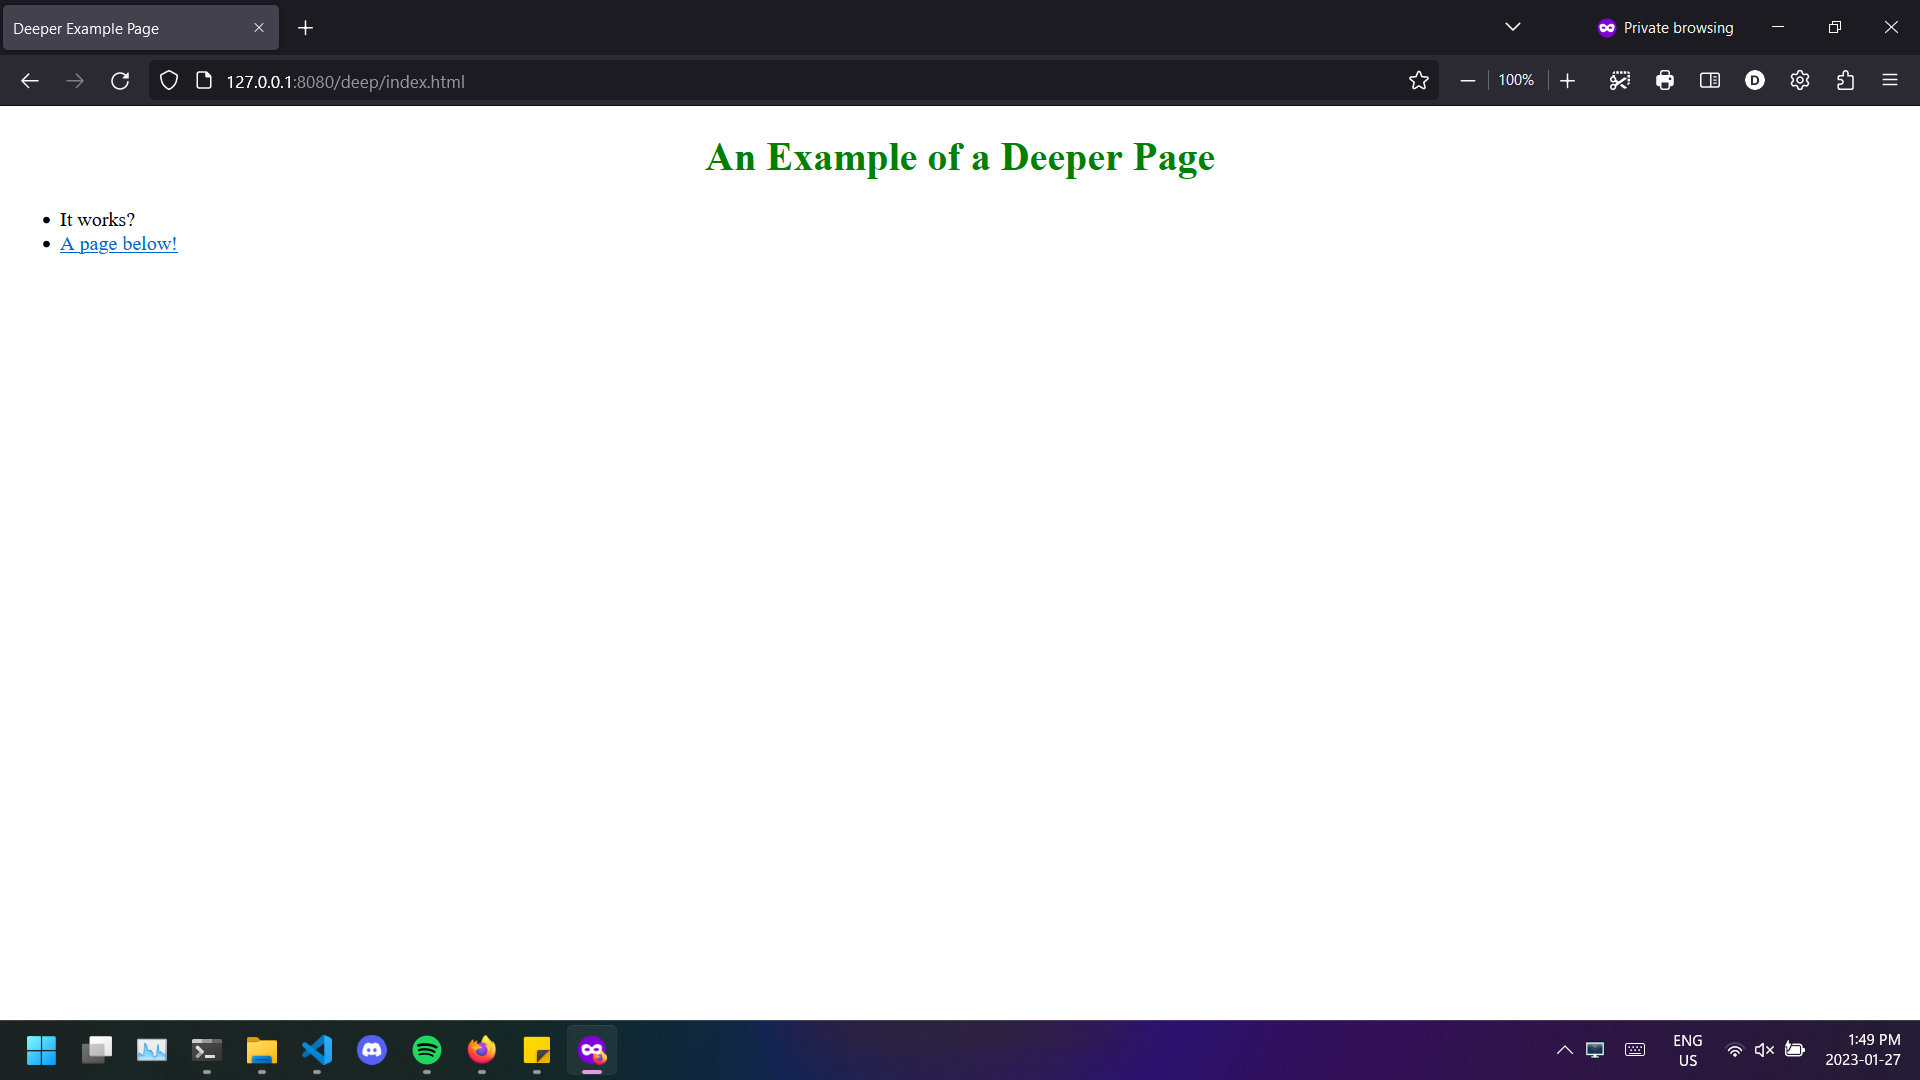 Deeper Example Page
Private browsing
127.0.0.1:8080/deep/index.html
100%
D
An Example of a Deeper Page
It works?
A page below!
ENG
US
1:49 PM
2023-01-27